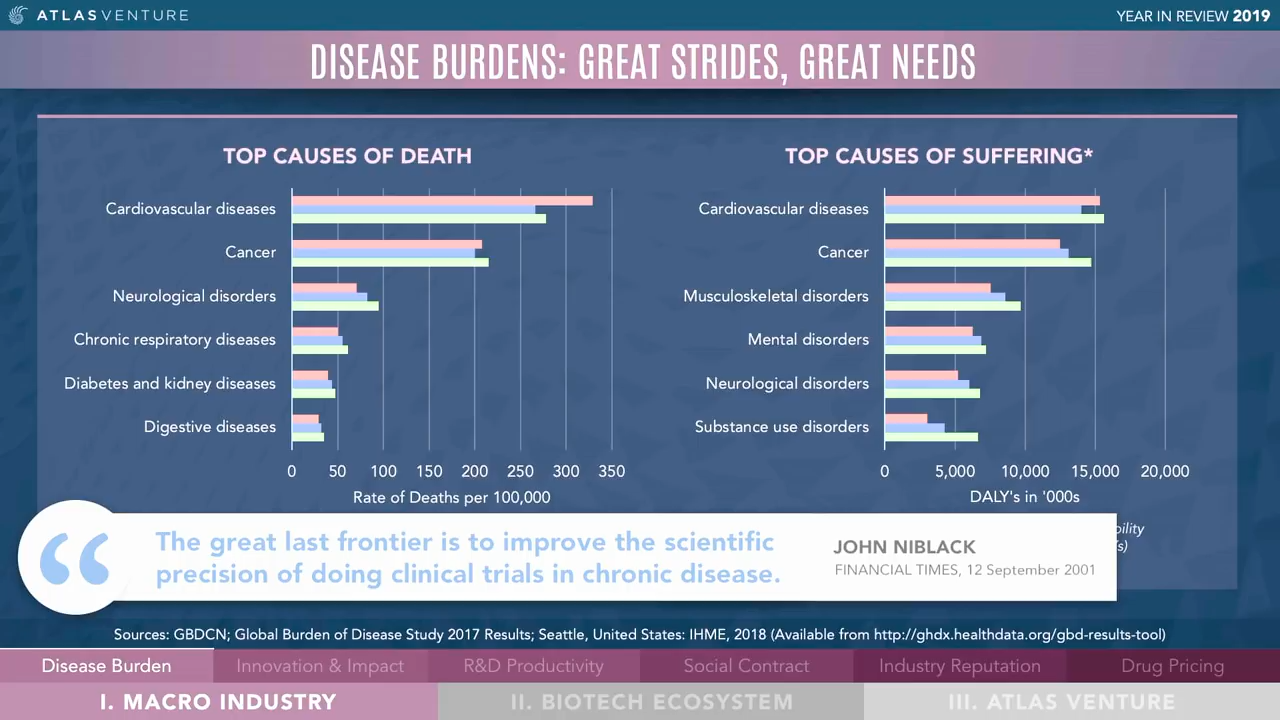 ATLAS VENTURE
YEAR IN REVIEW 2019
DISEASE BURDENS: GREAT STRIDES, GREAT NEEDS
TOP CAUSES OF DEATH
Cardiovascular diseases
Cancer
Neurological disorders
Chronic respiratory diseases
Diabetes and kidney diseases
Digestive diseases
0 50 100 150 200 250 300 350
Rate of Deaths per 100,000
TOP CAUSES OF SUFFERING*
Cardiovascular diseases
Cancer
Musculoskeletal disorders
Mental disorders
Neurological disorders
Substance use disorders
0 5,000 10,000 15,000 20,000
DALY's in '000s
The great last frontier is to improve the scientific
precision of doing clinical trials in chronic disease.
JOHN NIBLACK
FINANCIAL TIMES, 12 September 2001
Sources: GBDCN; Global Burden of Disease Study 2017 Results; Seattle, United States: IHME, 2018 (Available from http://ghdx.healthdata.org/gbd-results-tool)
Disease Burden Innovation & Impact R&D Productivity Social Contract Industry Reputation Drug Pricing
I. MACRO INDUSTRY II. BIOTECH ECOSYSTEM III. ATLAS VENTURE